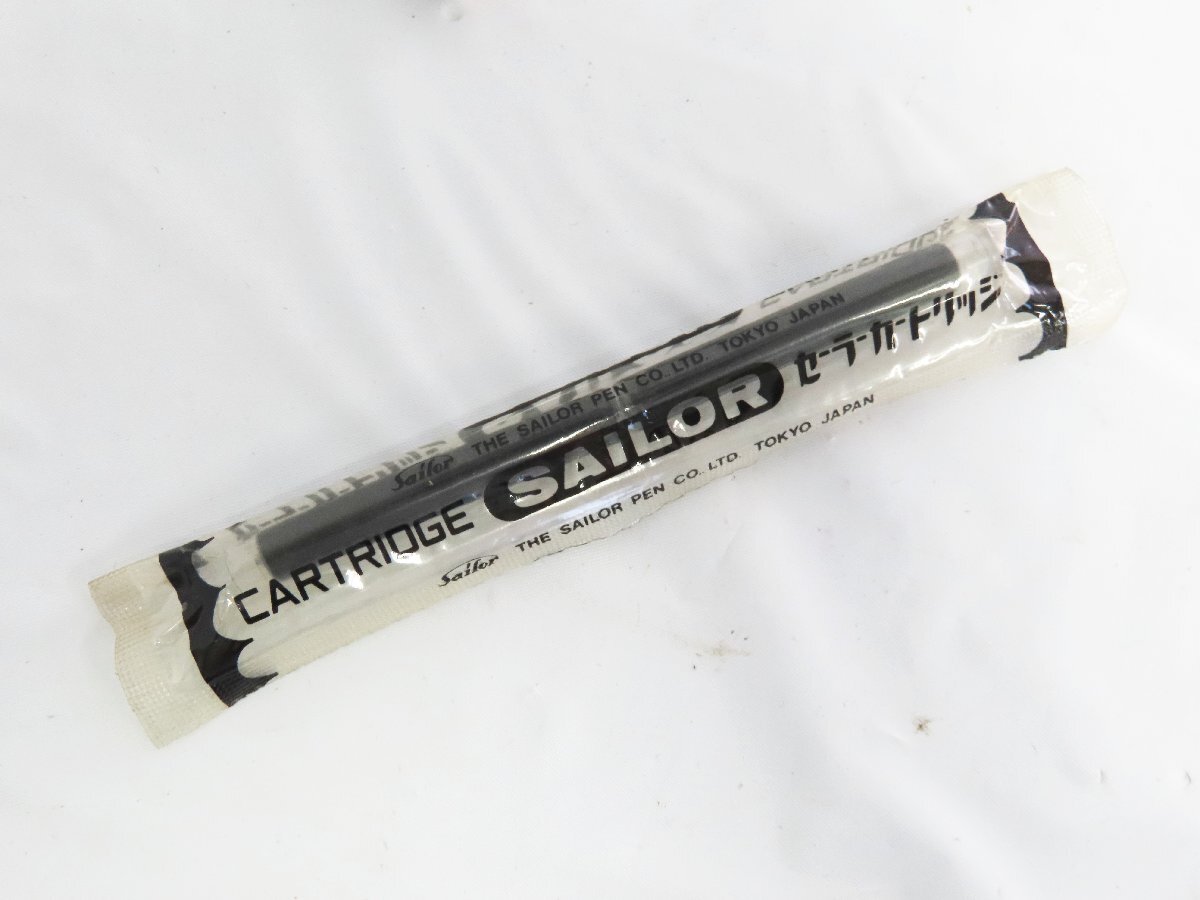 Sailor THE SAILOR PEN CO., LTD. TOKYO JAPAN
CARTRIDGE SAILOR セーラーカートリッジ
Sailor THE SAILOR PEN CO., LTD. TOKYO JAPAN